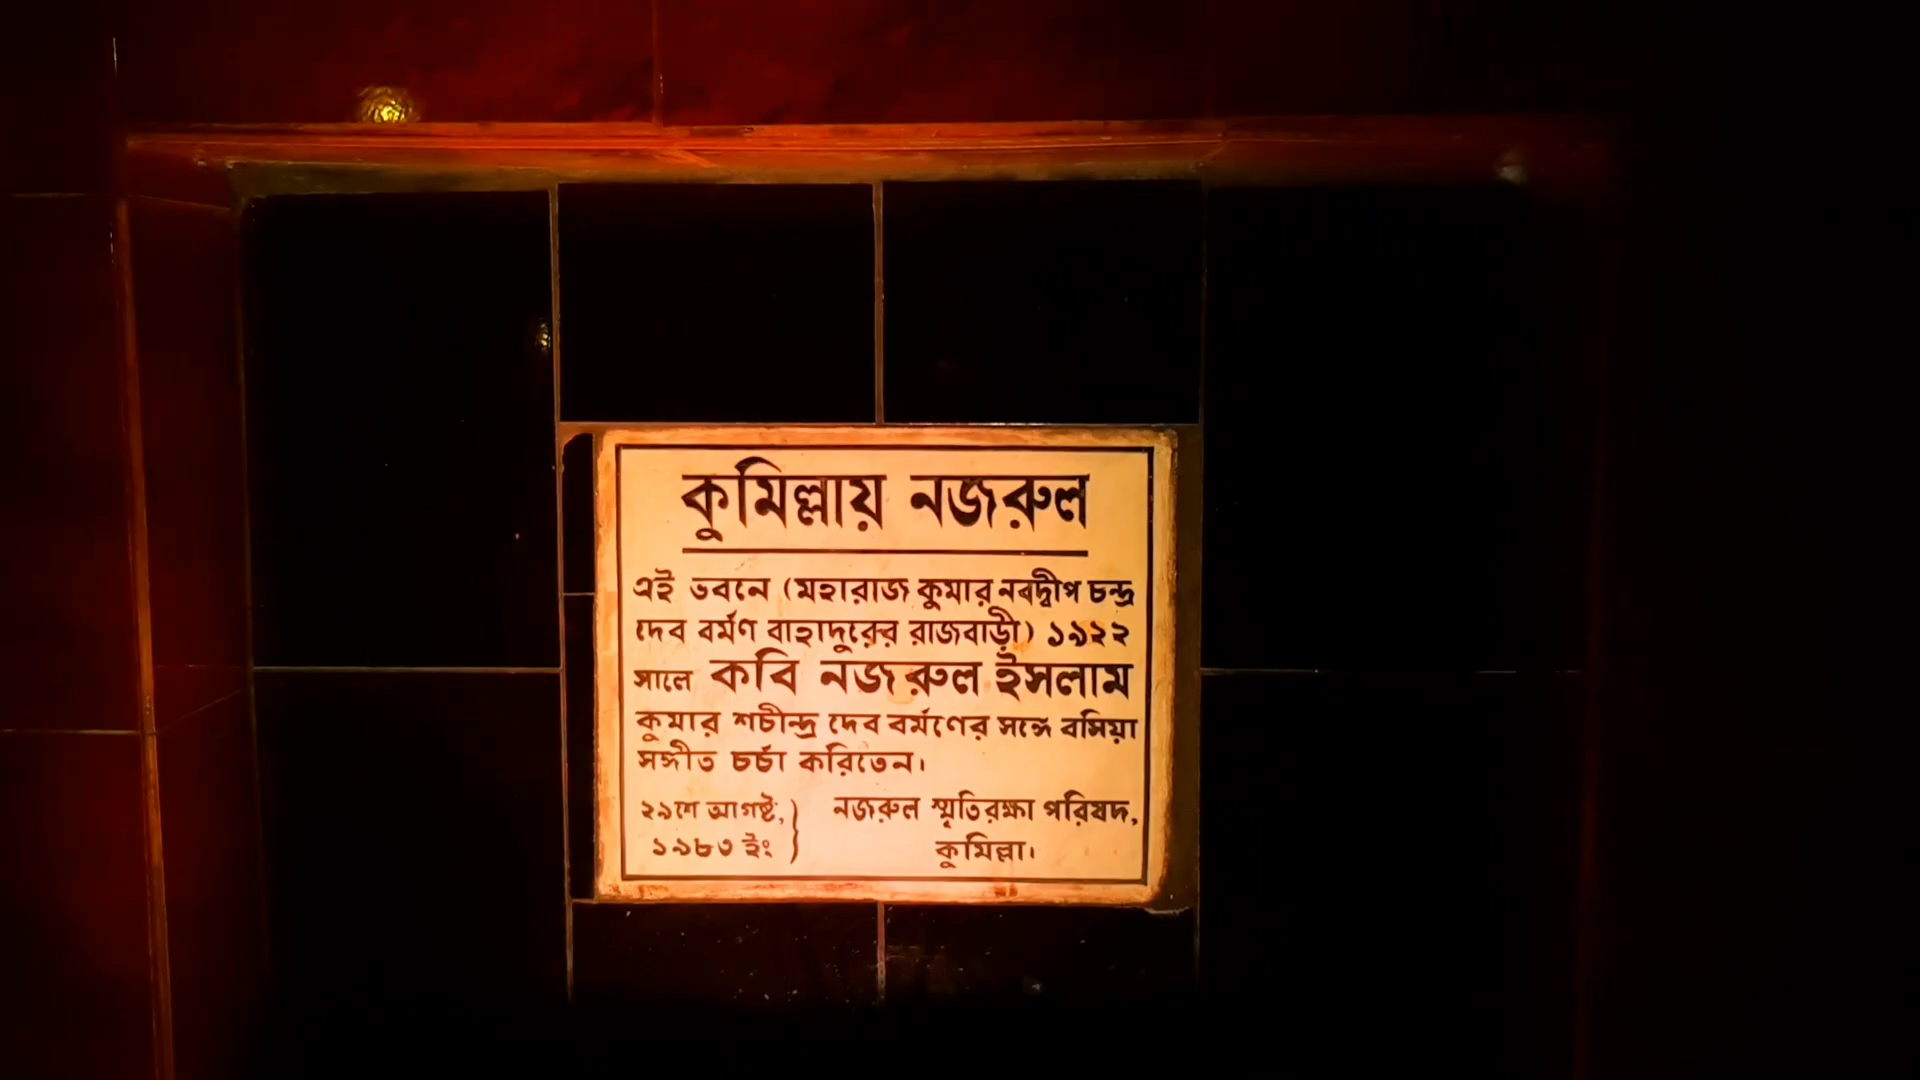 কুমিল্লায় নজরুল
এই ভবনে (মহারাজ কুমার নবদ্বীপ চন্দ্র
দেব বর্মণ বাহাদুরের রাজবাড়ী) ১৯২২
সালে কবি নজরুল ইসলাম
কুমার শচীন্দ্র দেব বর্মণের সঙ্গে বসিয়া
সঙ্গীত চর্চা করিতেন।
২৯শে আগষ্ট, } নজরুল স্মৃতিরক্ষা পরিষদ,
১৯৮৩ ইং } কুমিল্লা।